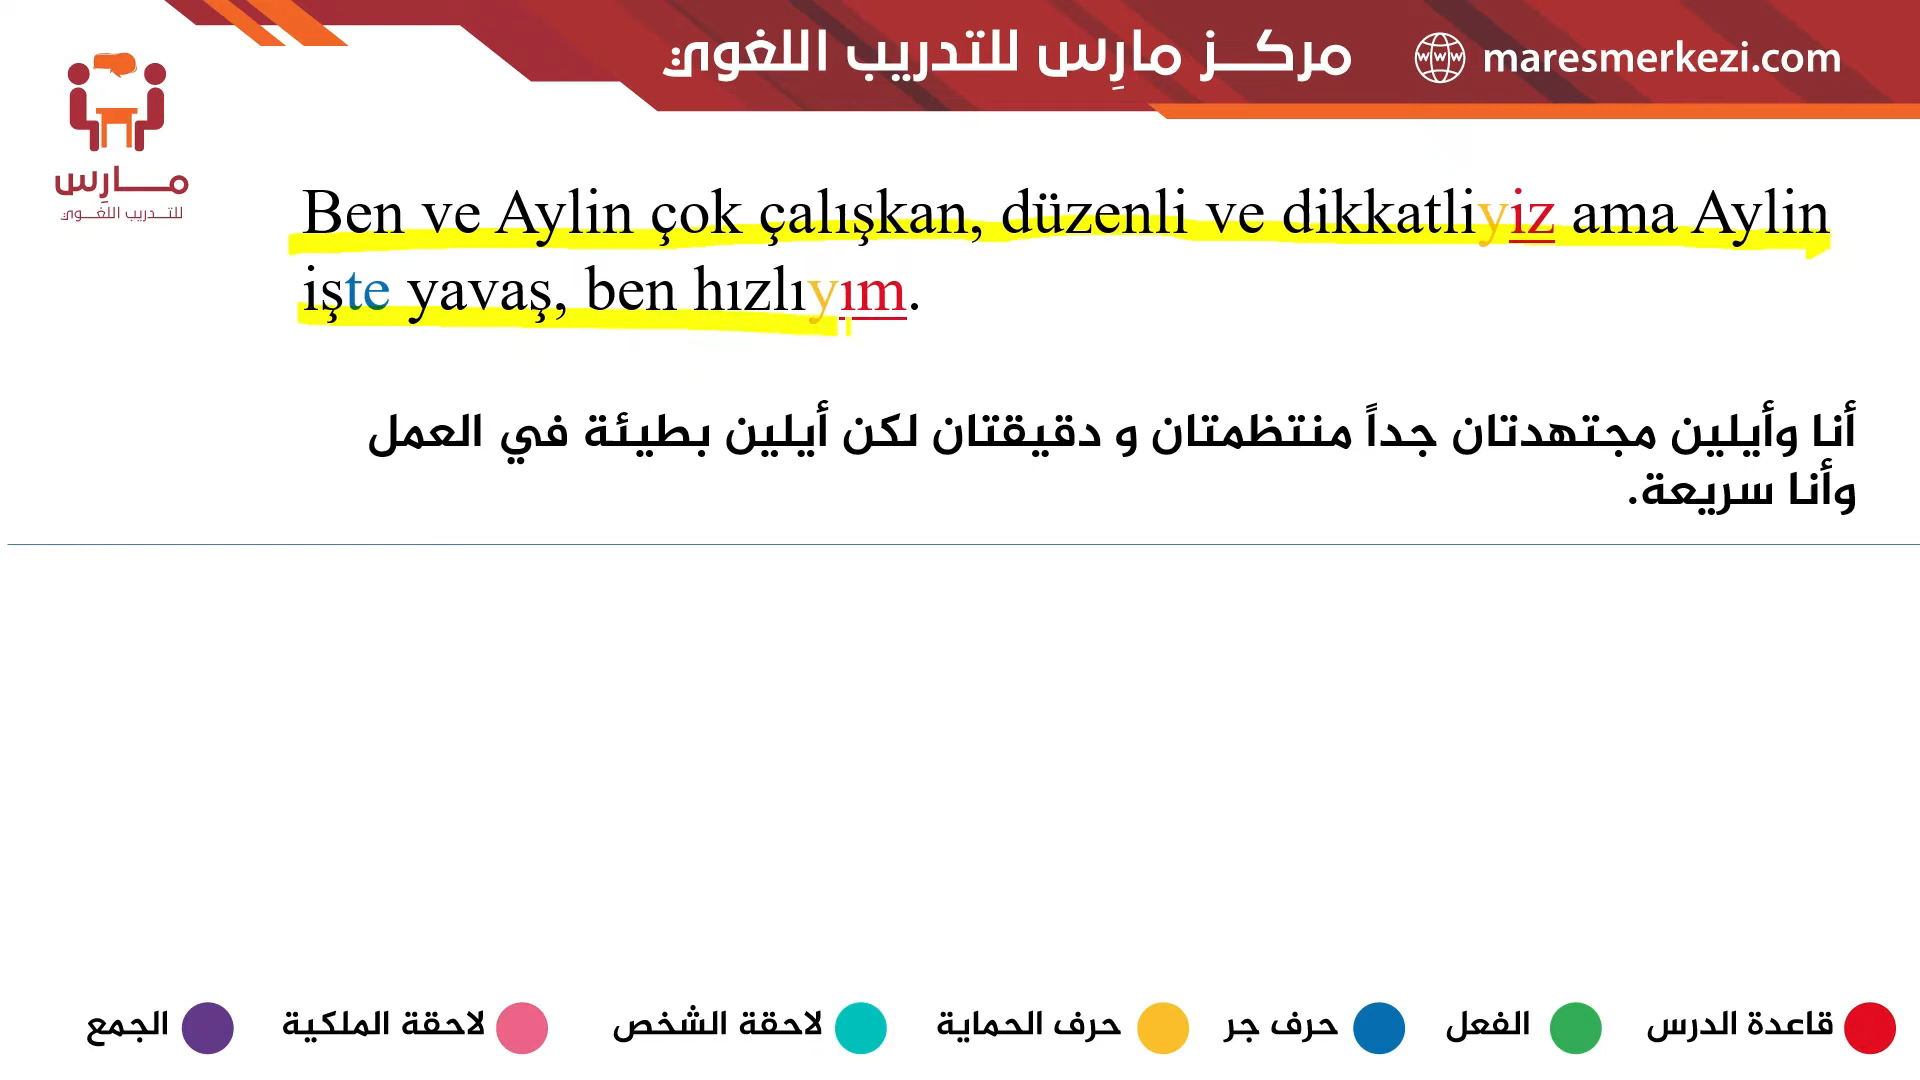 مركـــز مارِس للتدريب اللغوي
maresmerkezi.com
مـــارِس
للتــدريب اللغــوي
Ben ve Aylin çok çalışkan, düzenli ve dikkatliyiz ama Aylin
işte yavaş, ben hızlıyım.
أنا وأيلين مجتهدتان جداً منتظمتان و دقيقتان لكن أيلين بطيئة في العمل
وأنا سريعة.
قاعدة الدرس
الفعل
حرف جر
حرف الحماية
لاحقة الشخص
لاحقة الملكية
الجمع